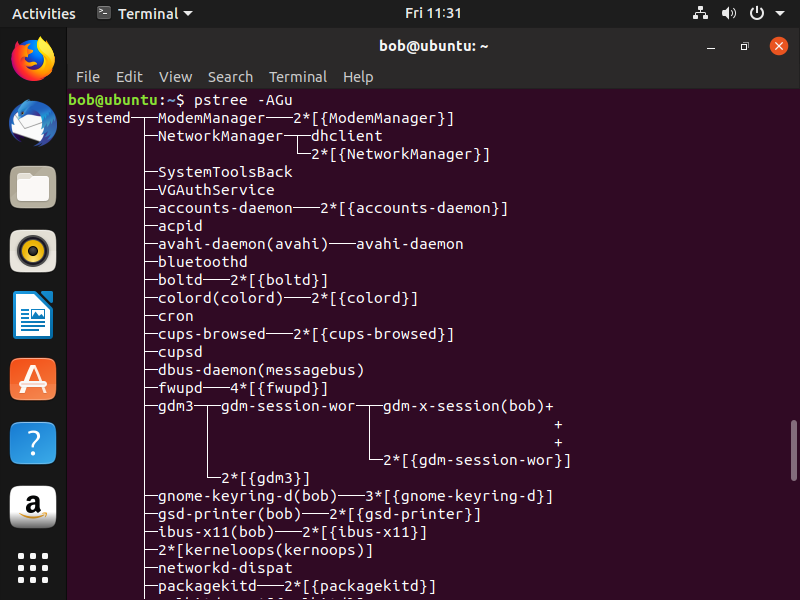 Activities Terminal Fri 11:31
bob@ubuntu: ~
File Edit View Search Terminal Help
bob@ubuntu:~$ pstree -AGu
systemd─┬─ModemManager───2*[{ModemManager}]
        ├─NetworkManager─┬─dhclient
        │                └─2*[{NetworkManager}]
        ├─SystemToolsBack
        ├─VGAuthService
        ├─accounts-daemon───2*[{accounts-daemon}]
        ├─acpid
        ├─avahi-daemon(avahi)───avahi-daemon
        ├─bluetoothd
        ├─boltd───2*[{boltd}]
        ├─colord(colord)───2*[{colord}]
        ├─cron
        ├─cups-browsed───2*[{cups-browsed}]
        ├─cupsd
        ├─dbus-daemon(messagebus)
        ├─fwupd───4*[{fwupd}]
        ├─gdm3─┬─gdm-session-wor─┬─gdm-x-session(bob)+
        │      │                 │                    +
        │      │                 │                    +
        │      │                 └─2*[{gdm-session-wor}]
        │      └─2*[{gdm3}]
        ├─gnome-keyring-d(bob)───3*[{gnome-keyring-d}]
        ├─gsd-printer(bob)───2*[{gsd-printer}]
        ├─ibus-x11(bob)───2*[{ibus-x11}]
        ├─2*[kerneloops(kernoops)]
        ├─networkd-dispat
        ├─packagekitd───2*[{packagekitd}]